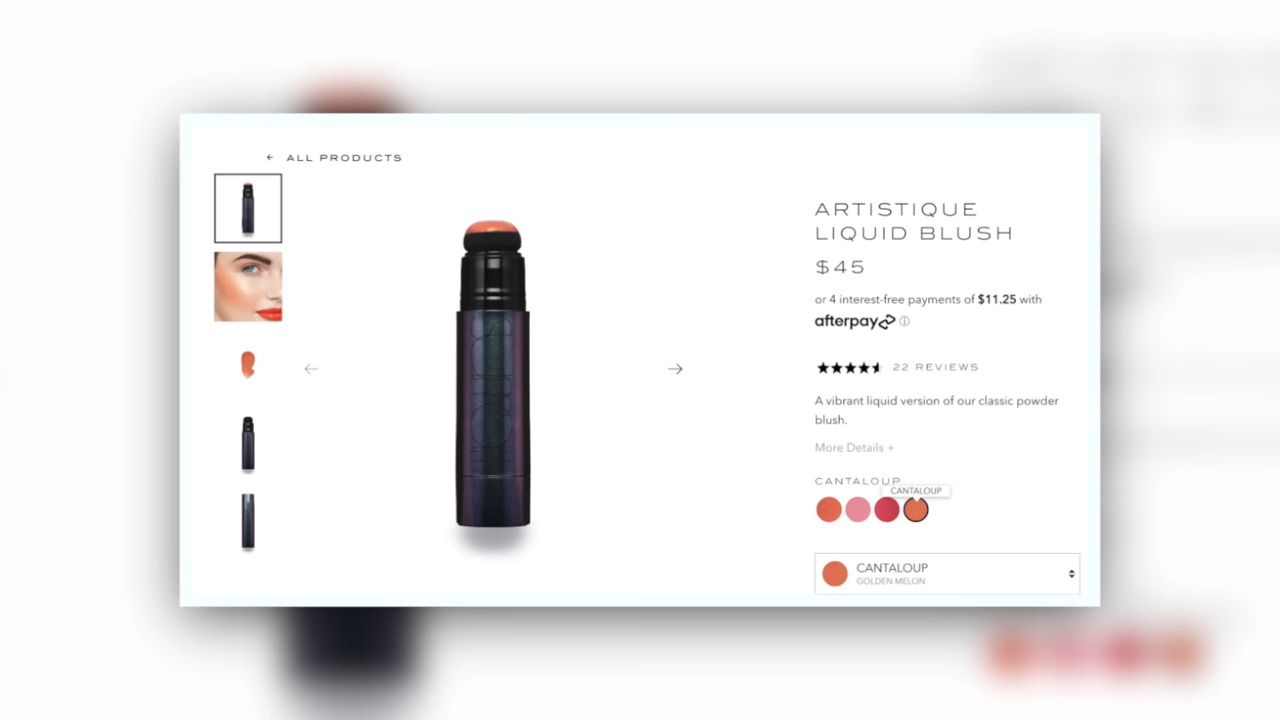 ← ALL PRODUCTS
ARTISTIQUE
LIQUID BLUSH
$45
or 4 interest-free payments of $11.25 with
afterpay ⓘ
22 REVIEWS
A vibrant liquid version of our classic powder
blush.
More Details +
CANTALOUP
CANTALOUP
CANTALOUP
GOLDEN MELON